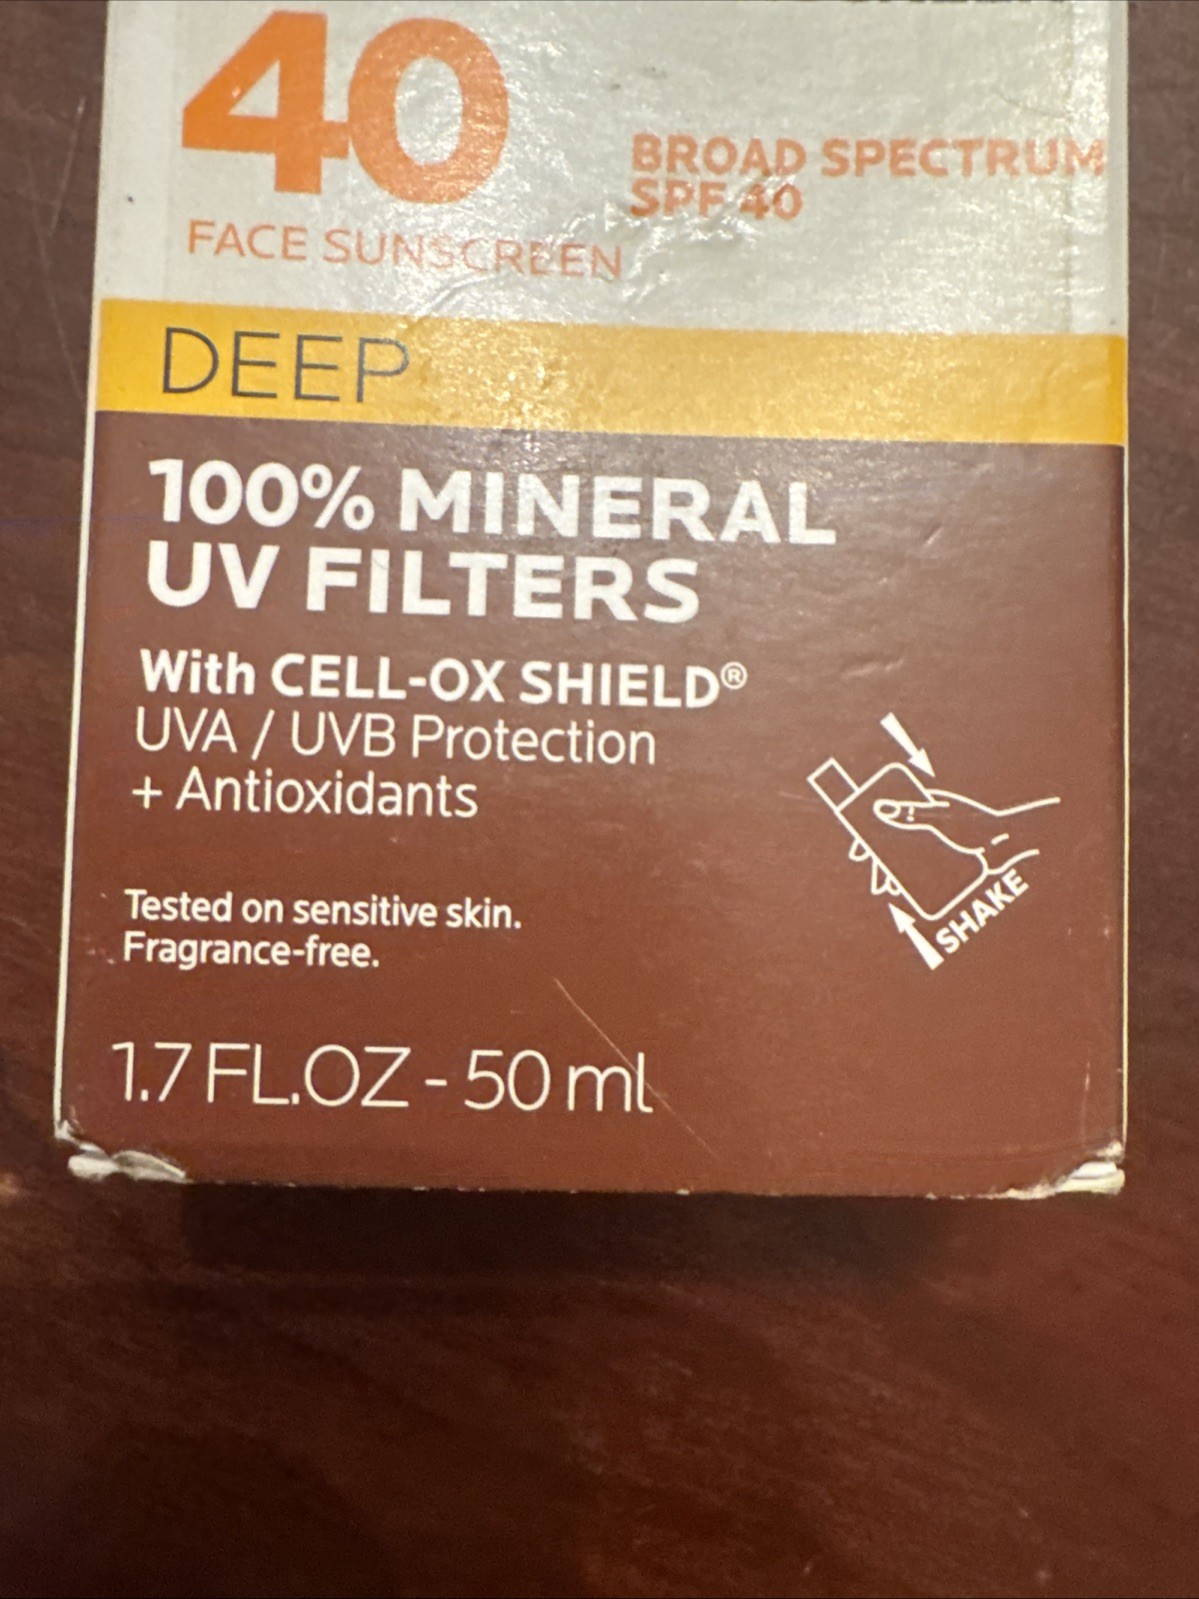 40
BROAD SPECTRUM
SPF 40
FACE SUNSCREEN
DEEP
100% MINERAL
UV FILTERS
With CELL-OX SHIELD®
UVA / UVB Protection
+ Antioxidants
SHAKE
Tested on sensitive skin.
Fragrance-free.
1.7 FL.OZ - 50 ml